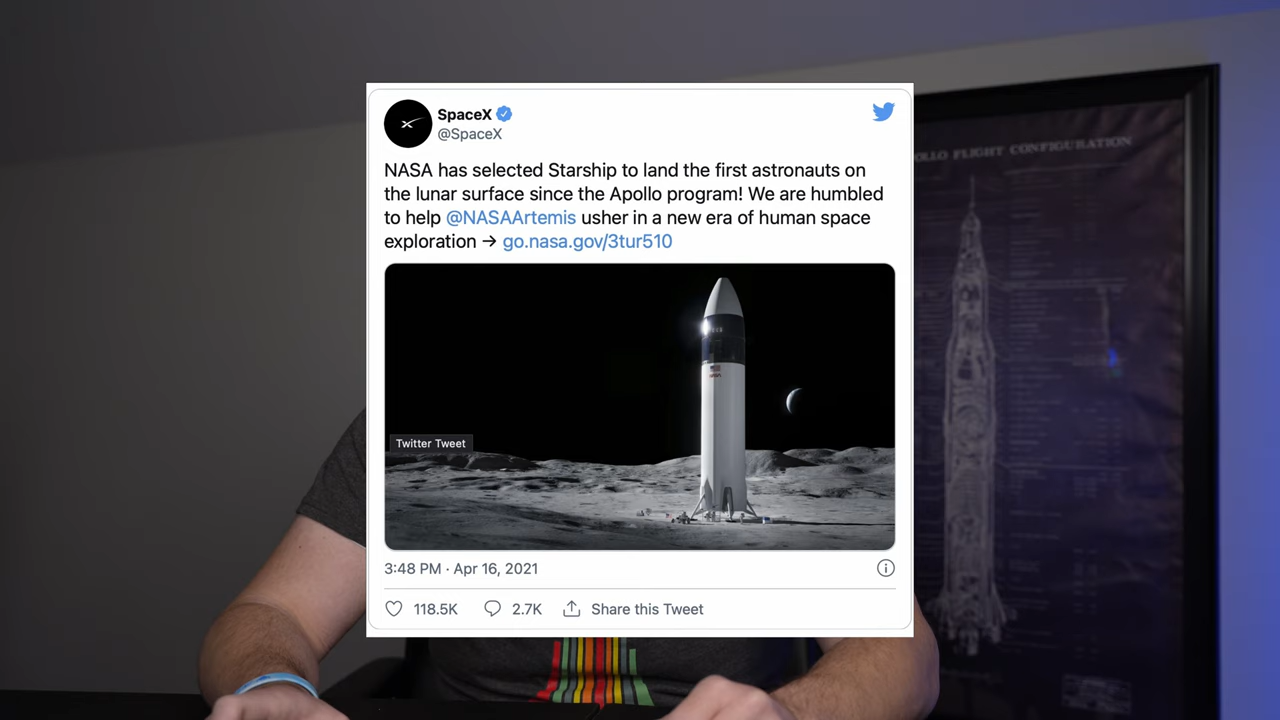 SpaceX
@SpaceX
NASA has selected Starship to land the first astronauts on
the lunar surface since the Apollo program! We are humbled
to help @NASAArtemis usher in a new era of human space
exploration → go.nasa.gov/3tur510
Twitter Tweet
3:48 PM · Apr 16, 2021
118.5K 2.7K Share this Tweet
FLIGHT CONFIGURATION